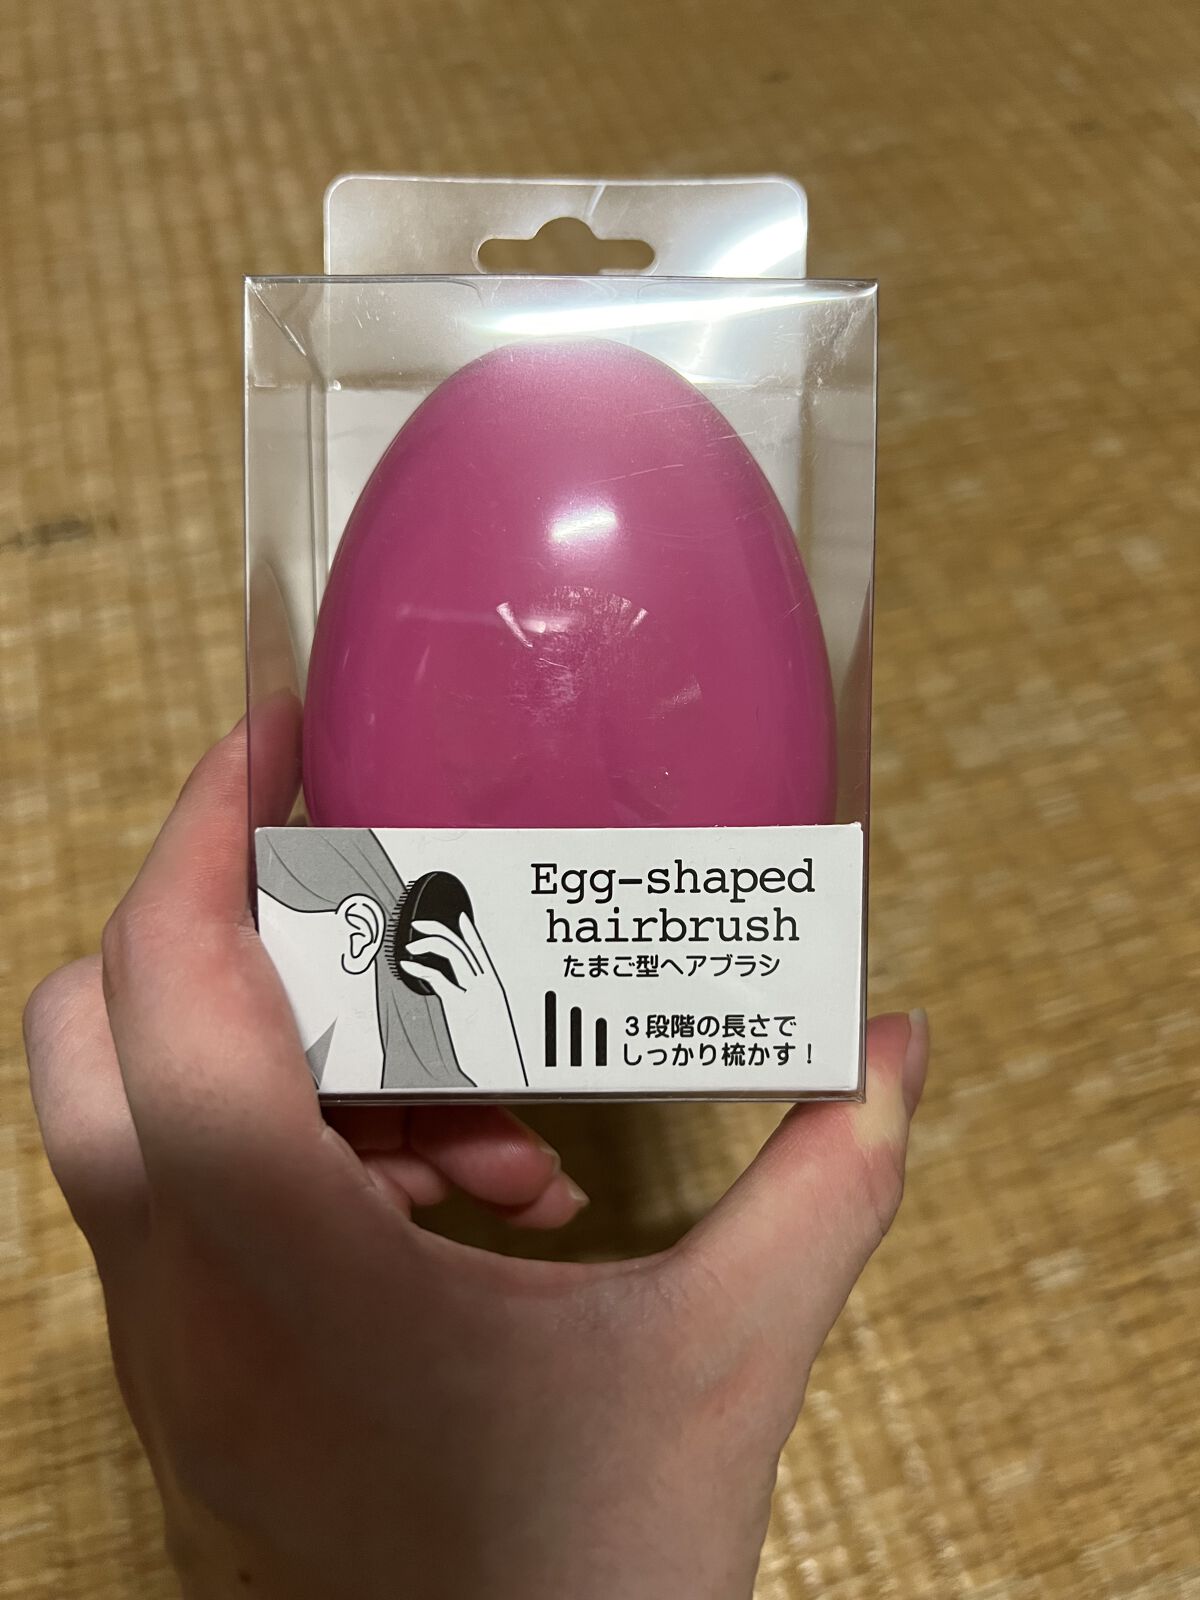 Egg-shaped
hairbrush
たまご型ヘアブラシ
３段階の長さで
しっかり梳かす！